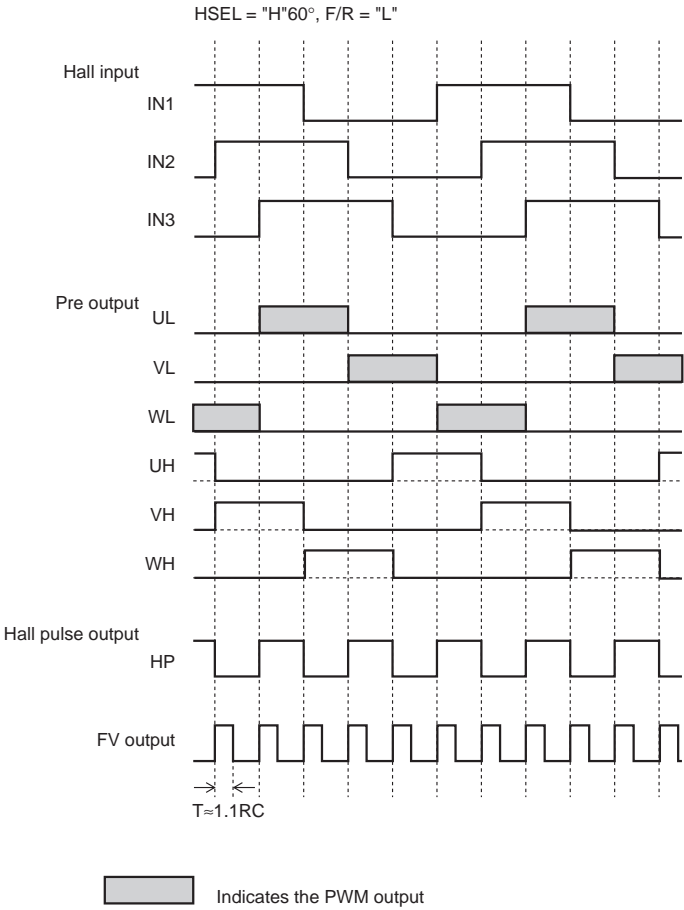 HSEL = "H"60°, F/R = "L"
Hall input
IN1
IN2
IN3
Pre output
UL
VL
WL
UH
VH
WH
Hall pulse output
HP
FV output
T≈1.1RC
Indicates the PWM output